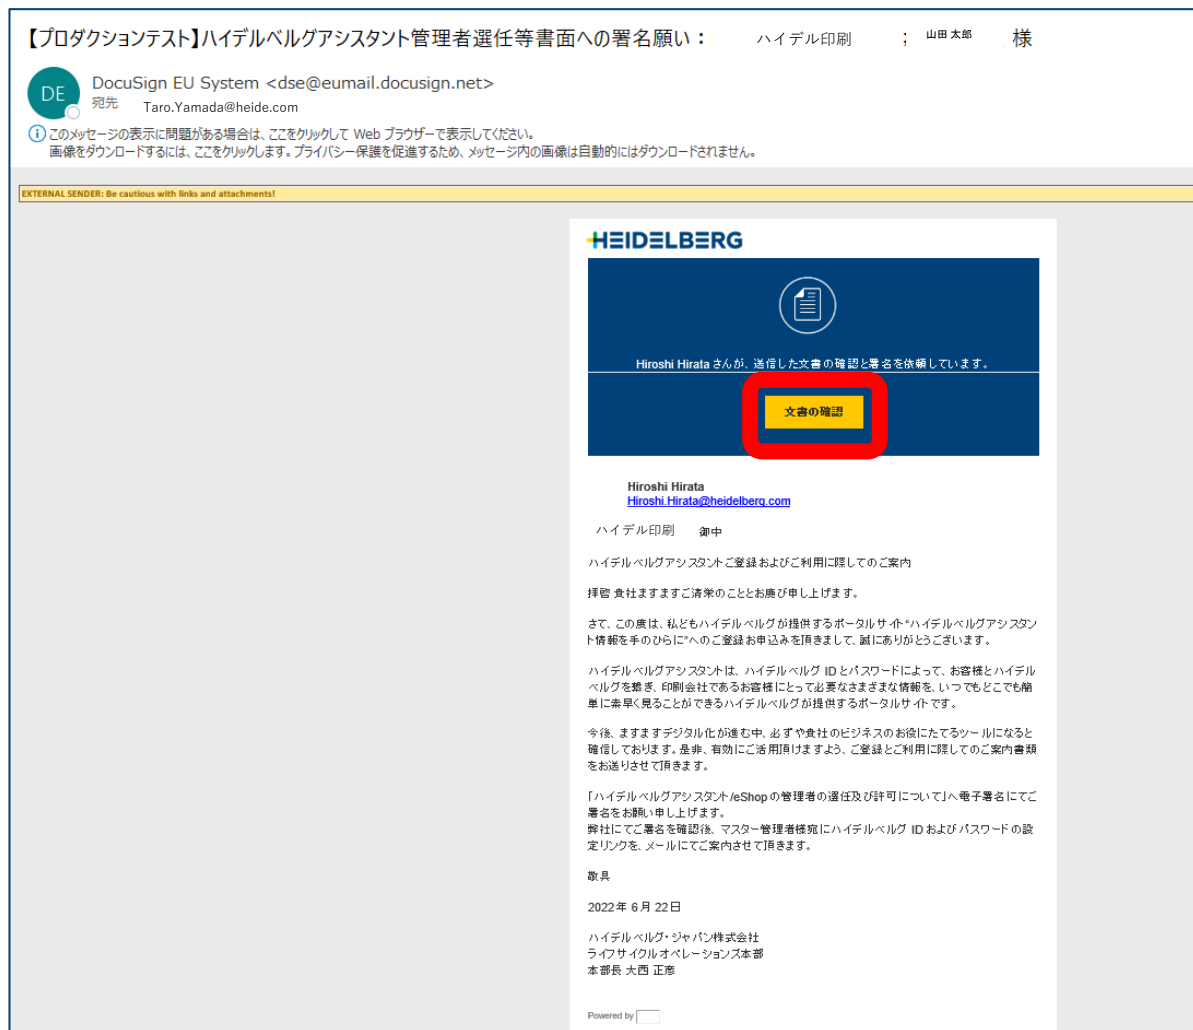 【プロダクションテスト】ハイデルベルグアシスタント管理者選任等書面への署名願い： ハイデル印刷 ； 山田 太郎 様
DE
DocuSign EU System <dse@eumail.docusign.net>
宛先 Taro.Yamada@heide.com
このメッセージの表示に問題がある場合は、ここをクリックして Web ブラウザーで表示してください。
画像をダウンロードするには、ここをクリックします。プライバシー保護を促進するため、メッセージ内の画像は自動的にはダウンロードされません。
EXTERNAL SENDER: Be cautious with links and attachments!
HEIDELBERG
Hiroshi Hirata さんが、送信した文書の確認と署名を依頼しています。
文書の確認
Hiroshi Hirata
Hiroshi.Hirata@heidelberg.com
ハイデル印刷 御中
ハイデルベルグアシスタントご登録およびご利用に際してのご案内
拝啓 貴社ますますご清栄のこととお慶び申し上げます。
さて、この度は、私どもハイデルベルグが提供するポータルサイト“ハイデルベルグアシスタン
ト情報を手のひらに”へのご登録お申込みを頂きまして、誠にありがとうございます。
ハイデルベルグアシスタントは、ハイデルベルグ ID とパスワードによって、お客様とハイデル
ベルグを繋ぎ、印刷会社であるお客様にとって必要なさまざまな情報を、いつでもどこでも簡
単に素早く見ることができるハイデルベルグが提供するポータルサイトです。
今後、ますますデジタル化が進む中、必ずや貴社のビジネスのお役にたてるツールになると
確信しております。是非、有効にご活用頂けますよう、ご登録とご利用に際してのご案内書類
をお送りさせて頂きます。
「ハイデルベルグアシスタント/eShop の管理者の選任及び許可について」へ電子署名にてご
署名をお願い申し上げます。
弊社にてご署名を確認後、マスター管理者様宛にハイデルベルグ ID およびパスワードの設
定リンクを、メールにてご案内させて頂きます。
敬具
2022年 6月 22日
ハイデルベルグ・ジャパン株式会社
ライフサイクルオペレーションズ本部
本部長 大西 正彦
Powered by